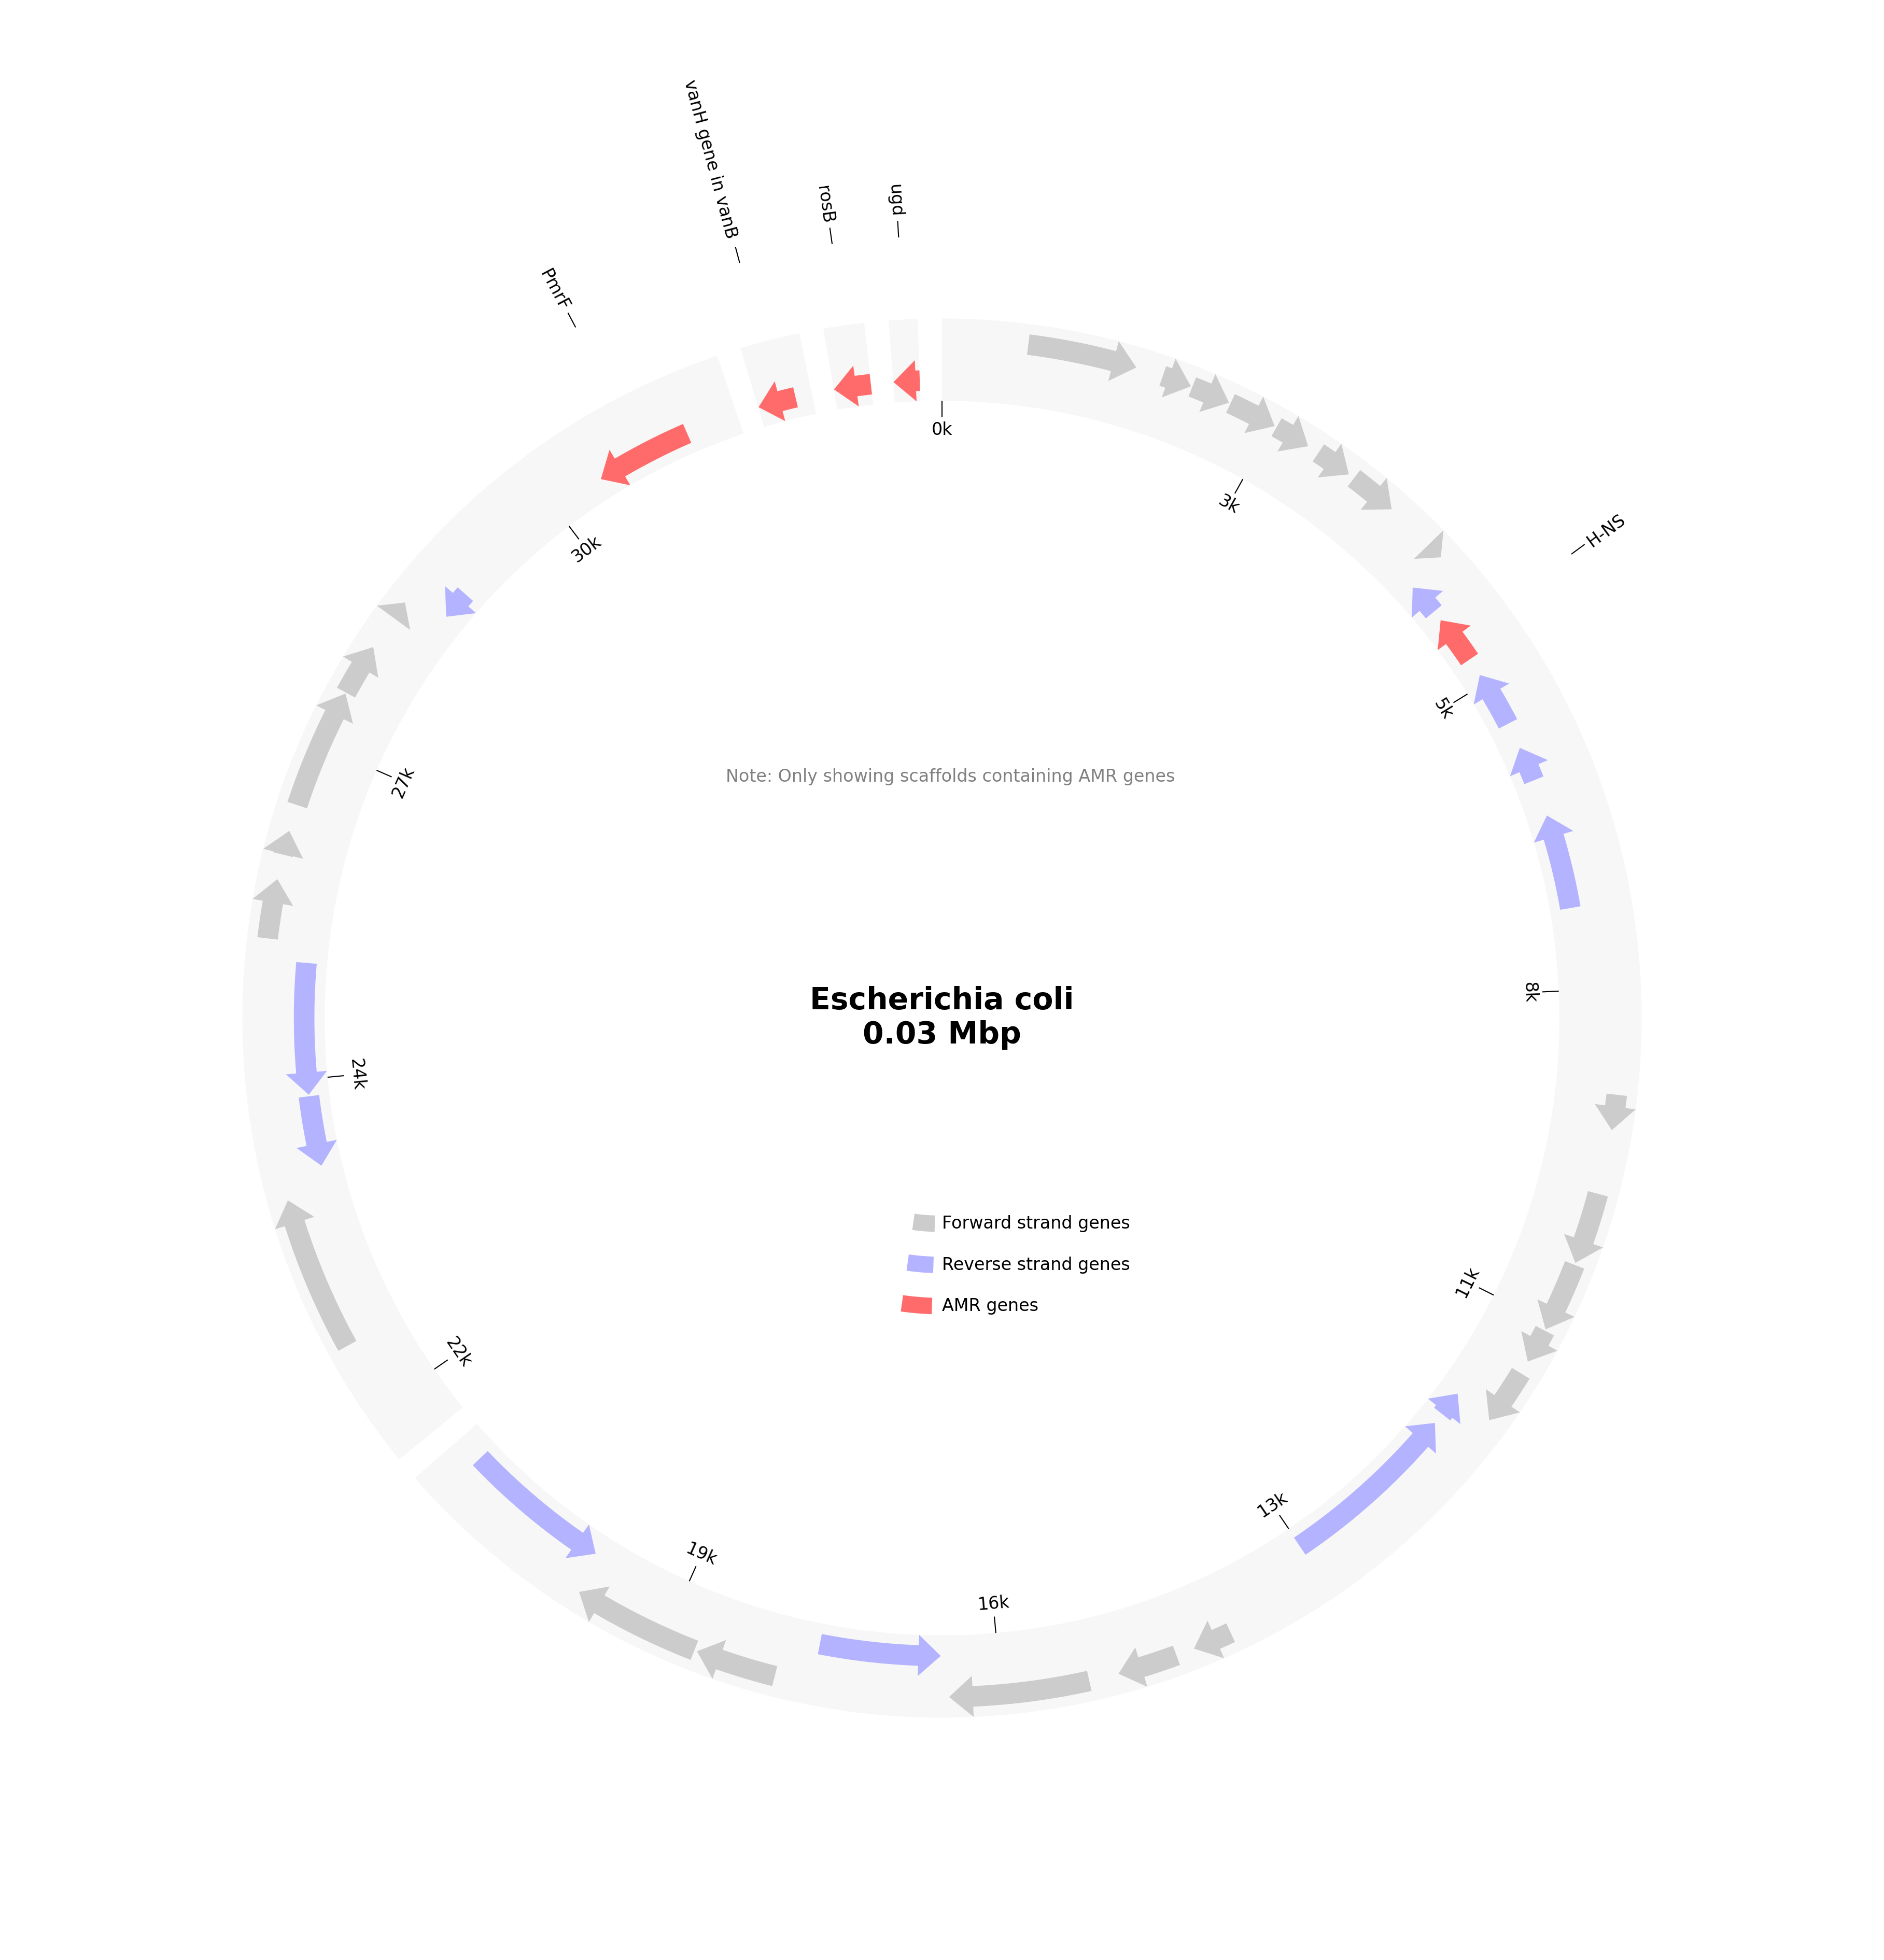 vanH gene in vanB
rosB
ugd
PmrF
H-NS
0k
3k
5k
8k
11k
13k
16k
19k
22k
24k
27k
30k
Note: Only showing scaffolds containing AMR genes
Escherichia coli
0.03 Mbp
Forward strand genes
Reverse strand genes
AMR genes